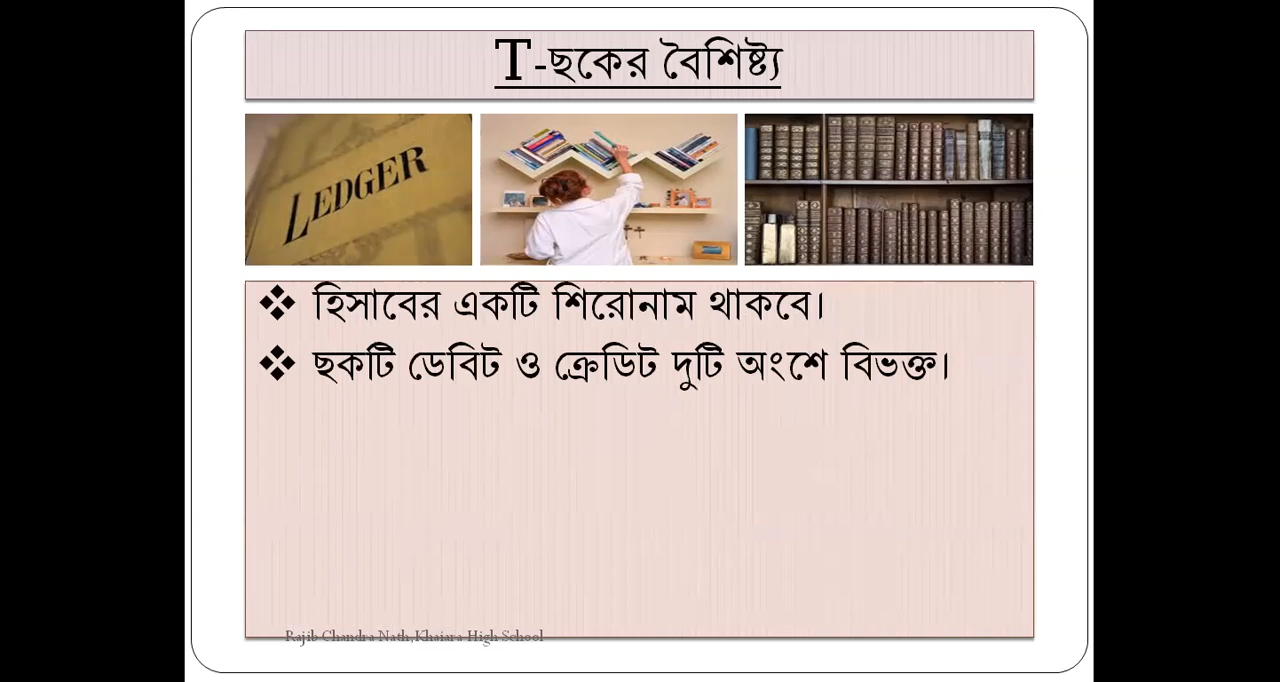 T-ছকের বৈশিষ্ট্য
LEDGER
❖ হিসাবের একটি শিরোনাম থাকবে।
❖ ছকটি ডেবিট ও ক্রেডিট দুটি অংশে বিভক্ত।
Rajib Chandra Nath,Khaiara High School